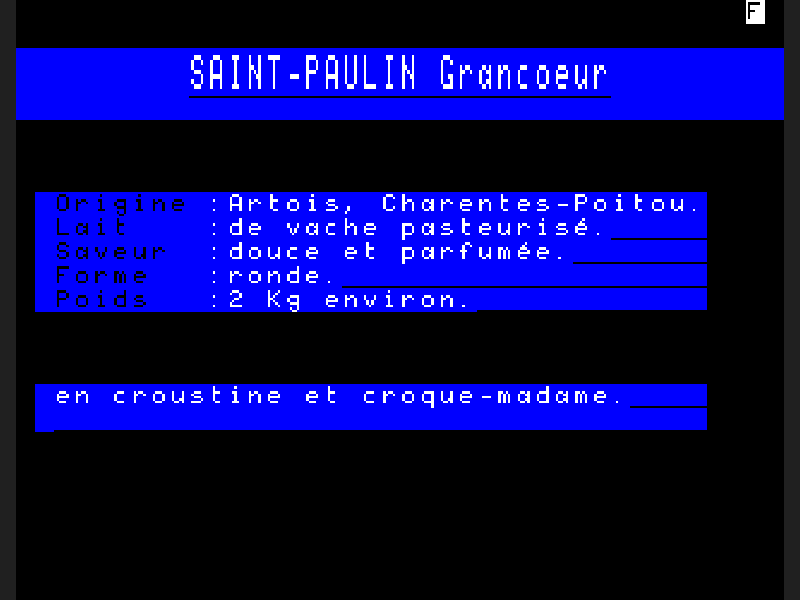 F
SAINT-PAULIN Grancoeur
Origine :Artois, Charentes-Poitou.
Lait :de vache pasteurisé.
Saveur :douce et parfumée.
Forme :ronde.
Poids :2 Kg environ.
en croustine et croque-madame.